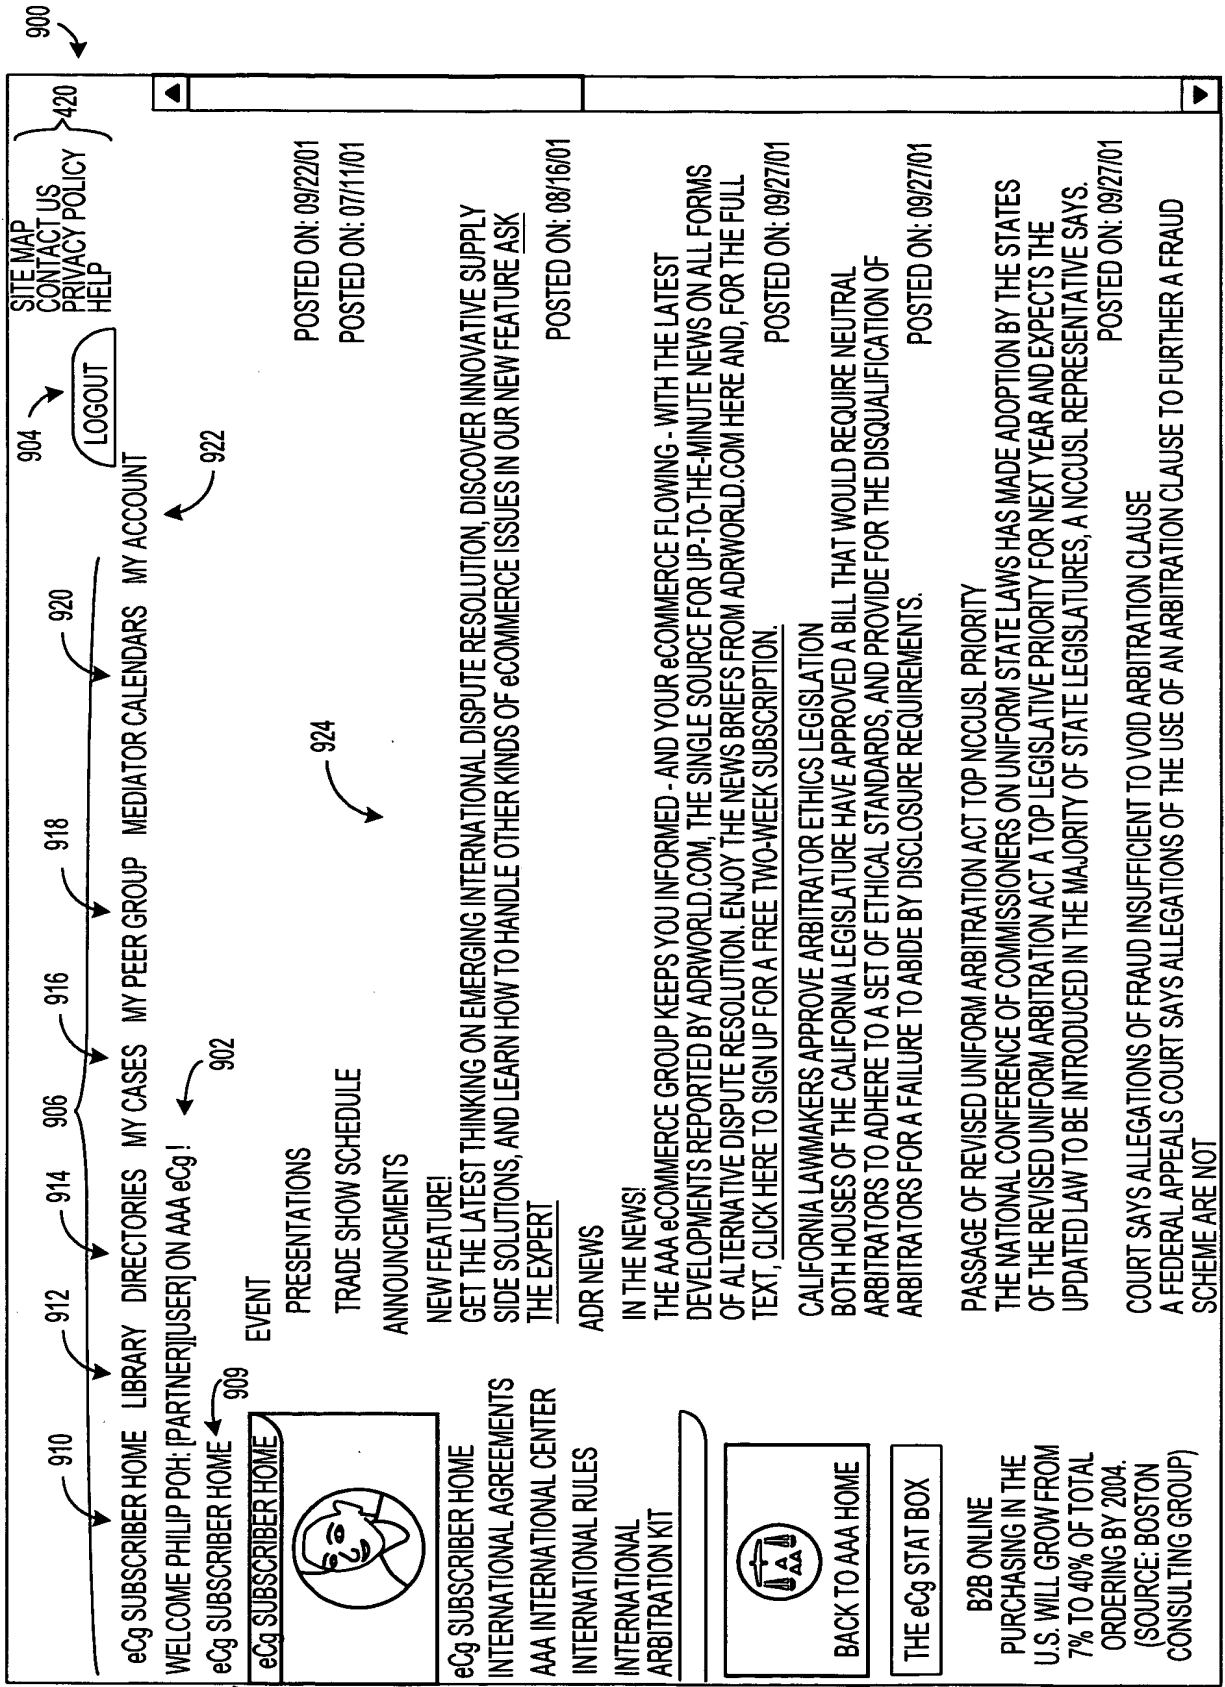 900
SITE MAP
CONTACT US
PRIVACY POLICY
HELP
420
904
LOGOUT
906
910
912
914
916
918
920
922
eCg SUBSCRIBER HOME LIBRARY DIRECTORIES MY CASES MY PEER GROUP MEDIATOR CALENDARS MY ACCOUNT
WELCOME PHILIP POH: [PARTNER][USER] ON AAA eCg !
902
eCg SUBSCRIBER HOME
909
eCg SUBSCRIBER HOME
eCg SUBSCRIBER HOME
INTERNATIONAL AGREEMENTS
AAA INTERNATIONAL CENTER
INTERNATIONAL RULES
INTERNATIONAL
ARBITRATION KIT
BACK TO AAA HOME
THE eCg STAT BOX
B2B ONLINE
PURCHASING IN THE
U.S. WILL GROW FROM
7% TO 40% OF TOTAL
ORDERING BY 2004.
(SOURCE: BOSTON
CONSULTING GROUP)
924
EVENT
PRESENTATIONS POSTED ON: 09/22/01
TRADE SHOW SCHEDULE POSTED ON: 07/11/01
ANNOUNCEMENTS
NEW FEATURE!
GET THE LATEST THINKING ON EMERGING INTERNATIONAL DISPUTE RESOLUTION, DISCOVER INNOVATIVE SUPPLY
SIDE SOLUTIONS, AND LEARN HOW TO HANDLE OTHER KINDS OF eCOMMERCE ISSUES IN OUR NEW FEATURE ASK
THE EXPERT POSTED ON: 08/16/01
ADR NEWS
IN THE NEWS!
THE AAA eCOMMERCE GROUP KEEPS YOU INFORMED - AND YOUR eCOMMERCE FLOWING - WITH THE LATEST
DEVELOPMENTS REPORTED BY ADRWORLD.COM, THE SINGLE SOURCE FOR UP-TO-THE-MINUTE NEWS ON ALL FORMS
OF ALTERNATIVE DISPUTE RESOLUTION. ENJOY THE NEWS BRIEFS FROM ADRWORLD.COM HERE AND, FOR THE FULL
TEXT, CLICK HERE TO SIGN UP FOR A FREE TWO-WEEK SUBSCRIPTION. POSTED ON: 09/27/01
CALIFORNIA LAWMAKERS APPROVE ARBITRATOR ETHICS LEGISLATION
BOTH HOUSES OF THE CALIFORNIA LEGISLATURE HAVE APPROVED A BILL THAT WOULD REQUIRE NEUTRAL
ARBITRATORS TO ADHERE TO A SET OF ETHICAL STANDARDS, AND PROVIDE FOR THE DISQUALIFICATION OF
ARBITRATORS FOR A FAILURE TO ABIDE BY DISCLOSURE REQUIREMENTS. POSTED ON: 09/27/01
PASSAGE OF REVISED UNIFORM ARBITRATION ACT TOP NCCUSL PRIORITY
THE NATIONAL CONFERENCE OF COMMISSIONERS ON UNIFORM STATE LAWS HAS MADE ADOPTION BY THE STATES
OF THE REVISED UNIFORM ARBITRATION ACT A TOP LEGISLATIVE PRIORITY FOR NEXT YEAR AND EXPECTS THE
UPDATED LAW TO BE INTRODUCED IN THE MAJORITY OF STATE LEGISLATURES, A NCCUSL REPRESENTATIVE SAYS.
POSTED ON: 09/27/01
COURT SAYS ALLEGATIONS OF FRAUD INSUFFICIENT TO VOID ARBITRATION CLAUSE
A FEDERAL APPEALS COURT SAYS ALLEGATIONS OF THE USE OF AN ARBITRATION CLAUSE TO FURTHER A FRAUD
SCHEME ARE NOT